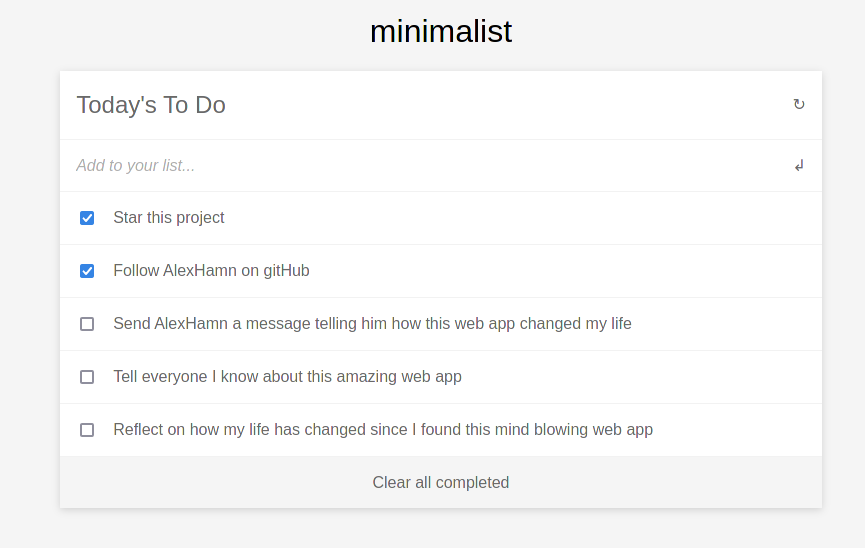 minimalist
Today's To Do
Add to your list...
Star this project
Follow AlexHamn on gitHub
Send AlexHamn a message telling him how this web app changed my life
Tell everyone I know about this amazing web app
Reflect on how my life has changed since I found this mind blowing web app
Clear all completed